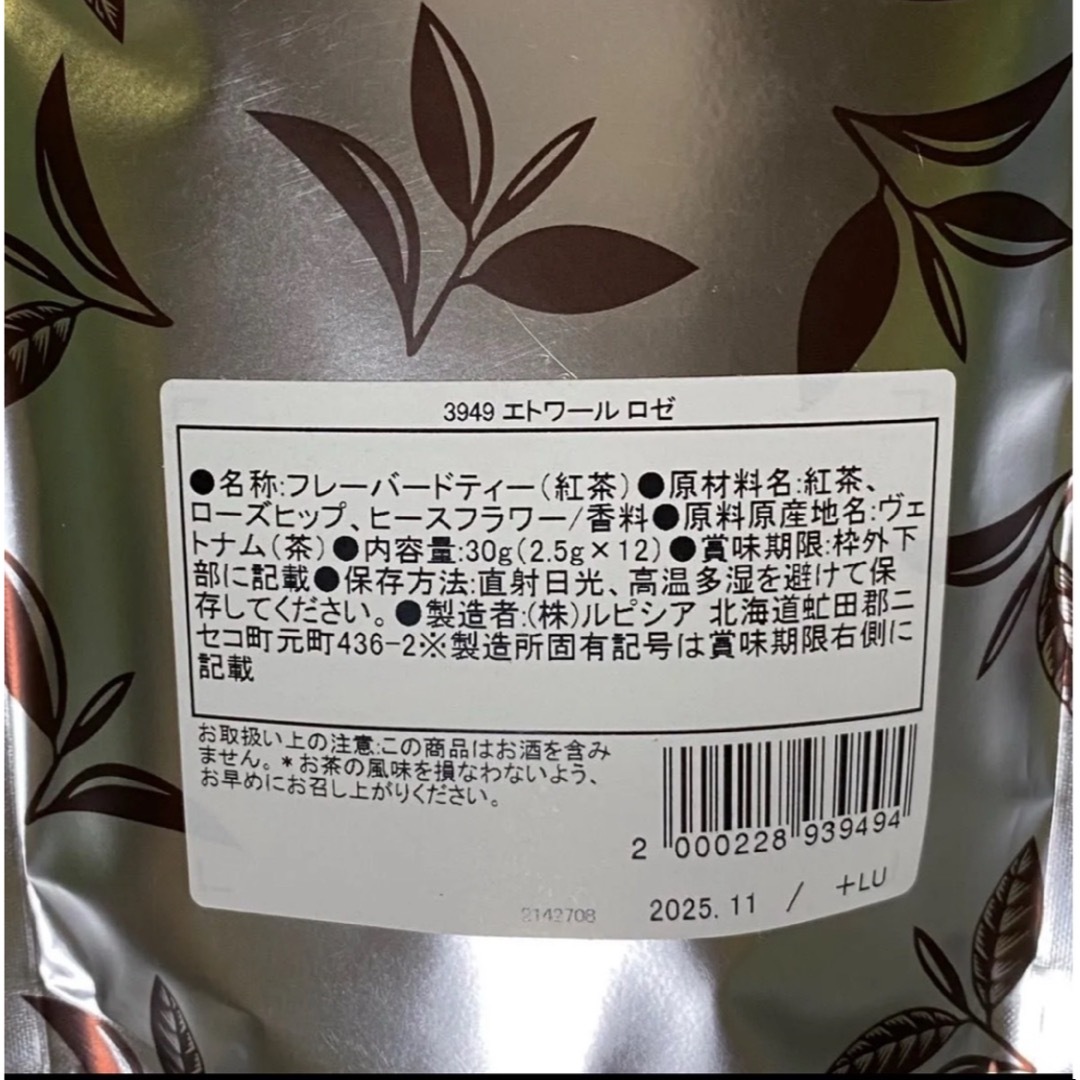 3949 エトワール ロゼ
●名称:フレーバードティー(紅茶)●原材料名:紅茶、
ローズヒップ、ヒースフラワー/香料●原料原産地名:ヴェ
トナム(茶)●内容量:30g(2.5g×12)●賞味期限:枠外下
部に記載●保存方法:直射日光、高温多湿を避けて保
存してください。●製造者:(株)ルピシア 北海道虻田郡ニ
セコ町元町436-2※製造所固有記号は賞味期限右側に
記載
お取扱い上の注意:この商品はお酒を含み
ません。*お茶の風味を損なわないよう、
お早めにお召し上がりください。
2 000228 939494
2142708
2025.11 / +LU